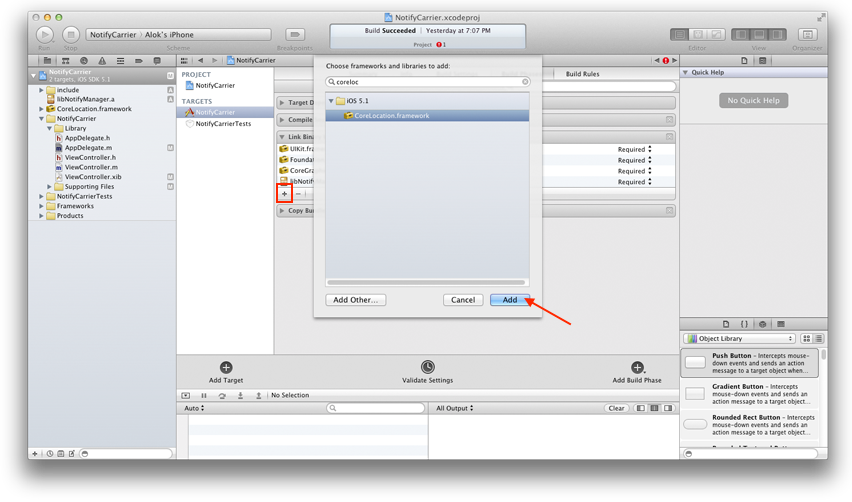 NotifyCarrier.xcodeproj
Run
Stop
NotifyCarrier 〉 Alok's iPhone
Scheme
Breakpoints
Build Succeeded | Yesterday at 7:07 PM
Project 1
Editor
View
Organizer
NotifyCarrier
2 targets, iOS SDK 5.1
M
include
A
libNotifyManager.a
A
CoreLocation.framework
NotifyCarrier
Library
AppDelegate.h
AppDelegate.m
M
ViewController.h
ViewController.m
ViewController.xib
M
Supporting Files
M
NotifyCarrierTests
Frameworks
Products
NotifyCarrier
PROJECT
NotifyCarrier
TARGETS
NotifyCarrier
NotifyCarrierTests
Build Rules
Target D
Compile
Link Bina
UIKit.fra
Required
Founda
Required
CoreGra
Required
libNotif
Required
Copy Bu
Choose frameworks and libraries to add:
coreloc
iOS 5.1
CoreLocation.framework
Add Other...
Cancel
Add
Add Target
Validate Settings
Add Build Phase
No Selection
Auto
All Output
Clear
Quick Help
No Quick Help
Object Library
Push Button - Intercepts mouse-
down events and sends an action
message to a target object when...
Gradient Button - Intercepts
mouse-down events and sends an
action message to a target object...
Rounded Rect Button - Intercepts
mouse-down events and sends an
action message to a target object...